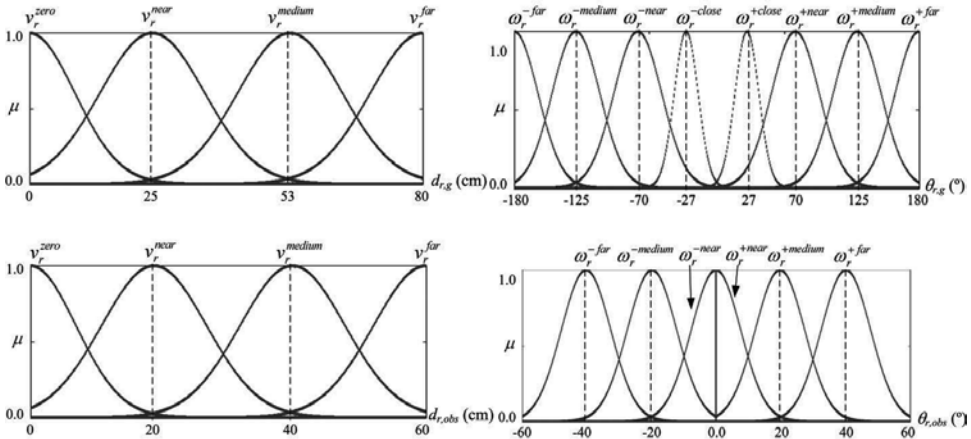 v_r^{zero} v_r^{near} v_r^{medium} v_r^{far}
1.0
μ
0.0
0 25 53 80 d_{r,g} (cm)
ω_r^{-far} ω_r^{-medium} ω_r^{-near} ω_r^{-close} ω_r^{+close} ω_r^{+near} ω_r^{+medium} ω_r^{+far}
1.0
μ
0.0
-180 -125 -70 -27 27 70 125 180 θ_{r,g} (º)
v_r^{zero} v_r^{near} v_r^{medium} v_r^{far}
1.0
μ
0.0
0 20 40 60 d_{r,obs} (cm)
ω_r^{-far} ω_r^{-medium} ω_r^{-near} ω_r^{+near} ω_r^{+medium} ω_r^{+far}
1.0
μ
0.0
-60 -40 -20 0.0 20 40 60 θ_{r,obs} (º)